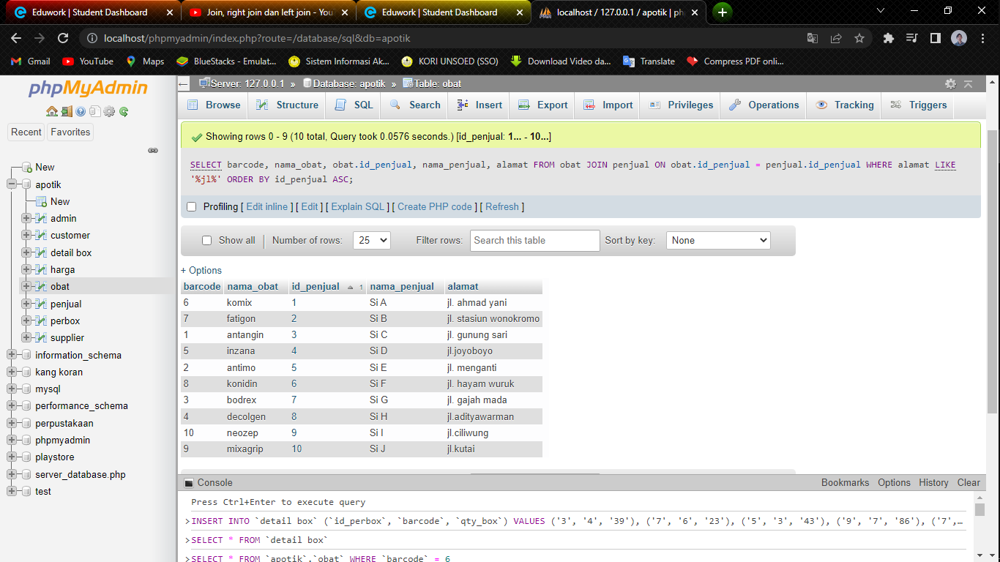 Eduwork | Student Dashboard
Join, right join dan left join - You
Eduwork | Student Dashboard
localhost / 127.0.0.1 / apotik | ph
localhost/phpmyadmin/index.php?route=/database/sql&db=apotik
Gmail YouTube Maps BlueStacks - Emulat... Sistem Informasi Ak... KORI UNSOED (SSO) Download Video da... Translate Compress PDF onli...
phpMyAdmin
Recent Favorites
New
apotik
New
admin
customer
detail box
harga
obat
penjual
perbox
supplier
information_schema
kang koran
mysql
performance_schema
perpustakaan
phpmyadmin
playstore
server_database.php
test
Server: 127.0.0.1 » Database: apotik » Table: obat
Browse Structure SQL Search Insert Export Import Privileges Operations Tracking Triggers
Showing rows 0 - 9 (10 total, Query took 0.0576 seconds.) [id_penjual: 1... - 10...]
SELECT barcode, nama_obat, obat.id_penjual, nama_penjual, alamat FROM obat JOIN penjual ON obat.id_penjual = penjual.id_penjual WHERE alamat LIKE
'%jl%' ORDER BY id_penjual ASC;
Profiling [ Edit inline ] [ Edit ] [ Explain SQL ] [ Create PHP code ] [ Refresh ]
Show all Number of rows: 25 Filter rows: Search this table Sort by key: None
+ Options
barcode nama_obat id_penjual 1 nama_penjual alamat
6 komix 1 Si A jl. ahmad yani
7 fatigon 2 Si B jl. stasiun wonokromo
1 antangin 3 Si C jl. gunung sari
5 inzana 4 Si D jl.joyoboyo
2 antimo 5 Si E jl. menganti
8 konidin 6 Si F jl. hayam wuruk
3 bodrex 7 Si G jl. gajah mada
4 decolgen 8 Si H jl.adityawarman
10 neozep 9 Si I jl.ciliwung
9 mixagrip 10 Si J jl.kutai
Console Bookmarks Options History Clear
Press Ctrl+Enter to execute query
>INSERT INTO `detail box` (`id_perbox`, `barcode`, `qty_box`) VALUES ('3', '4', '39'), ('7', '6', '23'), ('5', '3', '43'), ('9', '7', '86'), ('7',…
>SELECT * FROM `detail box`
>SELECT * FROM `apotik`.`obat` WHERE `barcode` = 6